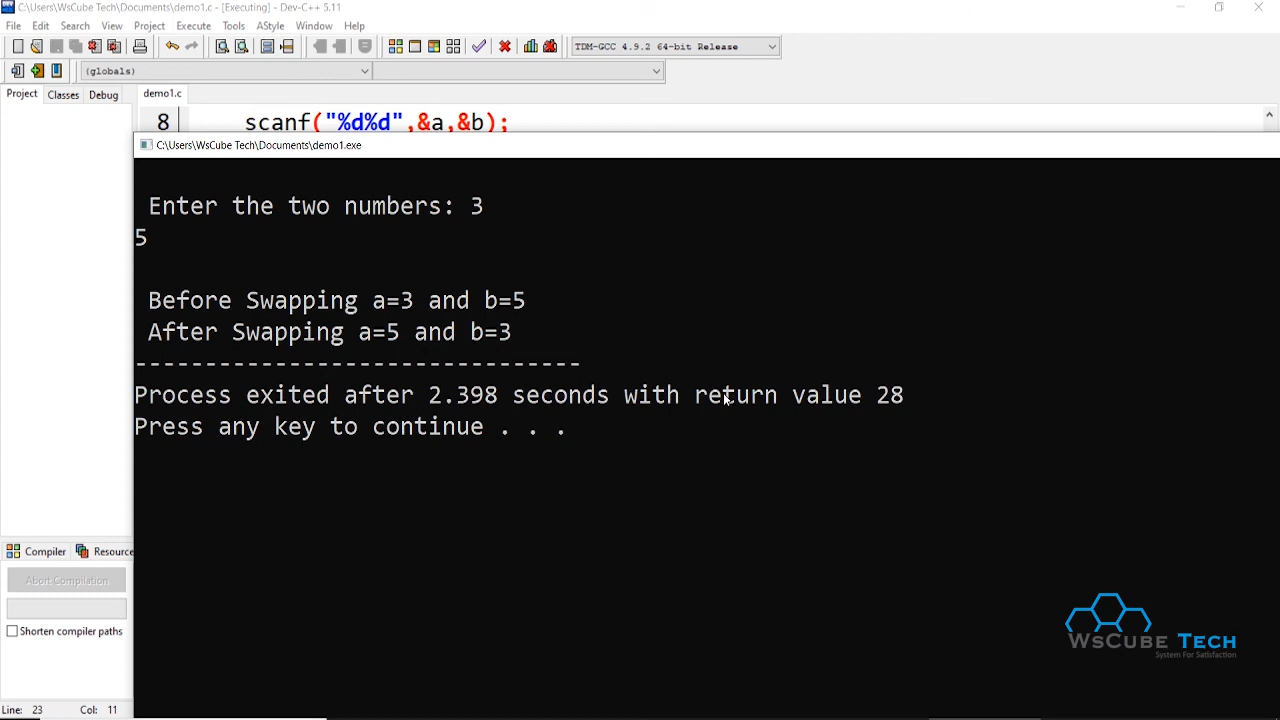 C:\Users\WsCube Tech\Documents\demo1.c - [Executing] - Dev-C++ 5.11
File Edit Search View Project Execute Tools AStyle Window Help
TDM-GCC 4.9.2 64-bit Release
(globals)
Project Classes Debug demo1.c
8 scanf("%d%d",&a,&b);
C:\Users\WsCube Tech\Documents\demo1.exe
Enter the two numbers: 3
5
Before Swapping a=3 and b=5
After Swapping a=5 and b=3
--------------------------------
Process exited after 2.398 seconds with return value 28
Press any key to continue . . .
Compiler Resource
Abort Compilation
Shorten compiler paths
WsCube Tech
System For Satisfaction
Line: 23 Col: 11